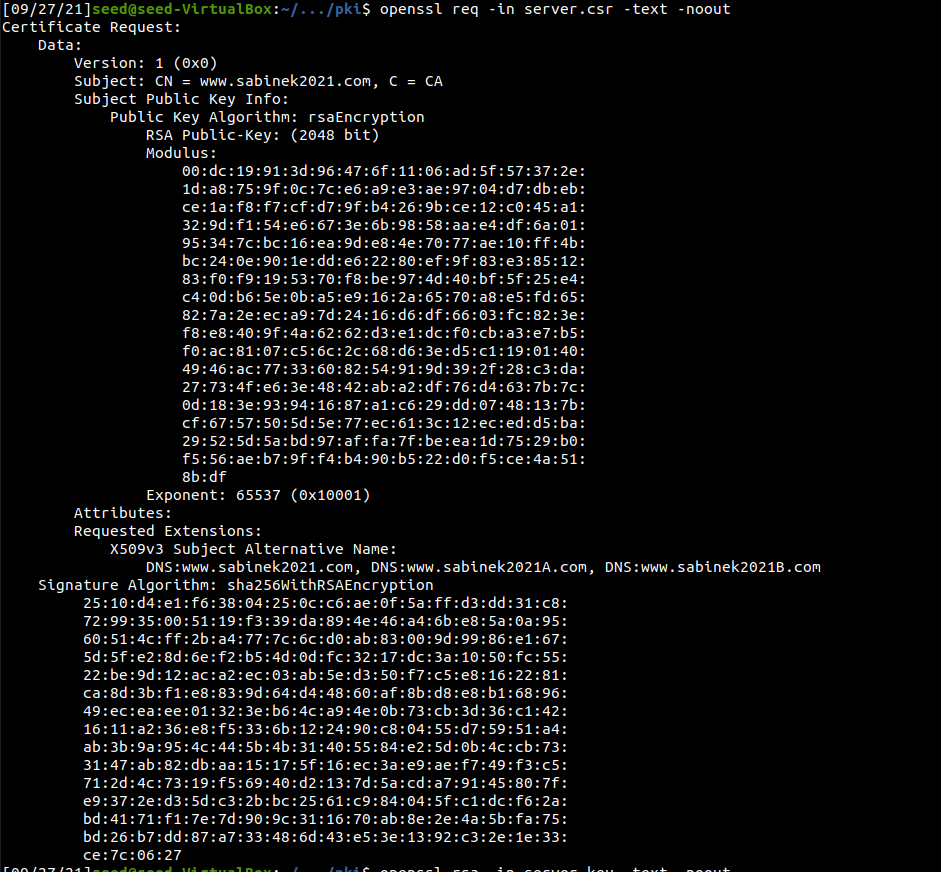 [09/27/21]seed@seed-VirtualBox:~/.../pki$ openssl req -in server.csr -text -noout
Certificate Request:
    Data:
        Version: 1 (0x0)
        Subject: CN = www.sabinek2021.com, C = CA
        Subject Public Key Info:
            Public Key Algorithm: rsaEncryption
                RSA Public-Key: (2048 bit)
                Modulus:
                    00:dc:19:91:3d:96:47:6f:11:06:ad:5f:57:37:2e:
                    1d:a8:75:9f:0c:7c:e6:a9:e3:ae:97:04:d7:db:eb:
                    ce:1a:f8:f7:cf:d7:9f:b4:26:9b:ce:12:c0:45:a1:
                    32:9d:f1:54:e6:67:3e:6b:98:58:aa:e4:df:6a:01:
                    95:34:7c:bc:16:ea:9d:e8:4e:70:77:ae:10:ff:4b:
                    bc:24:0e:90:1e:dd:e6:22:80:ef:9f:83:e3:85:12:
                    83:f0:f9:19:53:70:f8:be:97:4d:40:bf:5f:25:e4:
                    c4:0d:b6:5e:0b:a5:e9:16:2a:65:70:a8:e5:fd:65:
                    82:7a:2e:ec:a9:7d:24:16:d6:df:66:03:fc:82:3e:
                    f8:e8:40:9f:4a:62:62:d3:e1:dc:f0:cb:a3:e7:b5:
                    f0:ac:81:07:c5:6c:2c:68:d6:3e:d5:c1:19:01:40:
                    49:46:ac:77:33:60:82:54:91:9d:39:2f:28:c3:da:
                    27:73:4f:e6:3e:48:42:ab:a2:df:76:d4:63:7b:7c:
                    0d:18:3e:93:94:16:87:a1:c6:29:dd:07:48:13:7b:
                    cf:67:57:50:5d:5e:77:ec:61:3c:12:ec:ed:d5:ba:
                    29:52:5d:5a:bd:97:af:fa:7f:be:ea:1d:75:29:b0:
                    f5:56:ae:b7:9f:f4:b4:90:b5:22:d0:f5:ce:4a:51:
                    8b:df
                Exponent: 65537 (0x10001)
        Attributes:
        Requested Extensions:
            X509v3 Subject Alternative Name:
                DNS:www.sabinek2021.com, DNS:www.sabinek2021A.com, DNS:www.sabinek2021B.com
    Signature Algorithm: sha256WithRSAEncryption
         25:10:d4:e1:f6:38:04:25:0c:c6:ae:0f:5a:ff:d3:dd:31:c8:
         72:99:35:00:51:19:f3:39:da:89:4e:46:a4:6b:e8:5a:0a:95:
         60:51:4c:ff:2b:a4:77:7c:6c:d0:ab:83:00:9d:99:86:e1:67:
         5d:5f:e2:8d:6e:f2:b5:4d:0d:fc:32:17:dc:3a:10:50:fc:55:
         22:be:9d:12:ac:a2:ec:03:ab:5e:d3:50:f7:c5:e8:16:22:81:
         ca:8d:3b:f1:e8:83:9d:64:d4:48:60:af:8b:d8:e8:b1:68:96:
         49:ec:ea:ee:01:32:3e:b6:4c:a9:4e:0b:73:cb:3d:36:c1:42:
         16:11:a2:36:e8:f5:33:6b:12:24:90:c8:04:55:d7:59:51:a4:
         ab:3b:9a:95:4c:44:5b:4b:31:40:55:84:e2:5d:0b:4c:cb:73:
         31:47:ab:82:db:aa:15:17:5f:16:ec:3a:e9:ae:f7:49:f3:c5:
         71:2d:4c:73:19:f5:69:40:d2:13:7d:5a:cd:a7:91:45:80:7f:
         e9:37:2e:d3:5d:c3:2b:bc:25:61:c9:84:04:5f:c1:dc:f6:2a:
         bd:41:71:f1:7e:7d:90:9c:31:16:70:ab:8e:2e:4a:5b:fa:75:
         bd:26:b7:dd:87:a7:33:48:6d:43:e5:3e:13:92:c3:2e:1e:33:
         ce:7c:06:27
[09/27/21]seed@seed-VirtualBox:~/.../pki$ openssl rsa -in server.key -text -noout